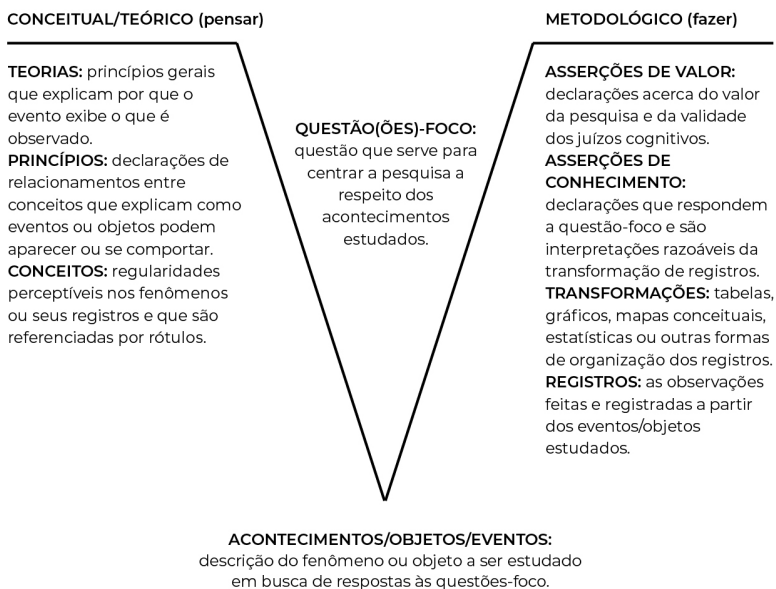 CONCEITUAL/TEÓRICO (pensar)
TEORIAS: princípios gerais
que explicam por que o
evento exibe o que é
observado.
PRINCÍPIOS: declarações de
relacionamentos entre
conceitos que explicam como
eventos ou objetos podem
aparecer ou se comportar.
CONCEITOS: regularidades
perceptíveis nos fenômenos
ou seus registros e que são
referenciadas por rótulos.
QUESTÃO(ÕES)-FOCO:
questão que serve para
centrar a pesquisa a
respeito dos
acontecimentos
estudados.
METODOLÓGICO (fazer)
ASSERÇÕES DE VALOR:
declarações acerca do valor
da pesquisa e da validade
dos juízos cognitivos.
ASSERÇÕES DE
CONHECIMENTO:
declarações que respondem
a questão-foco e são
interpretações razoáveis da
transformação de registros.
TRANSFORMAÇÕES: tabelas,
gráficos, mapas conceituais,
estatísticas ou outras formas
de organização dos registros.
REGISTROS: as observações
feitas e registradas a partir
dos eventos/objetos
estudados.
ACONTECIMENTOS/OBJETOS/EVENTOS:
descrição do fenômeno ou objeto a ser estudado
em busca de respostas às questões-foco.